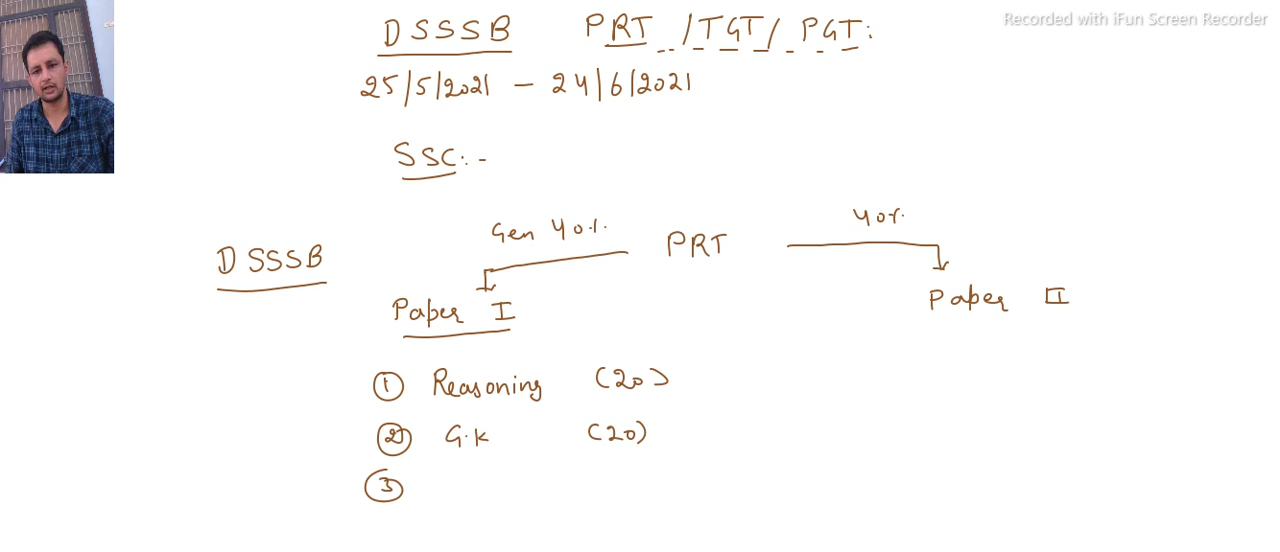 Recorded with iFun Screen Recorder
DSSSB PRT /TGT/ PGT:
25/5/2021 - 24/6/2021
SSC:-
Gen 40%. PRT 40%.
DSSSB
Paper I Paper II
① Reasoning (20)
② G.K (20)
③